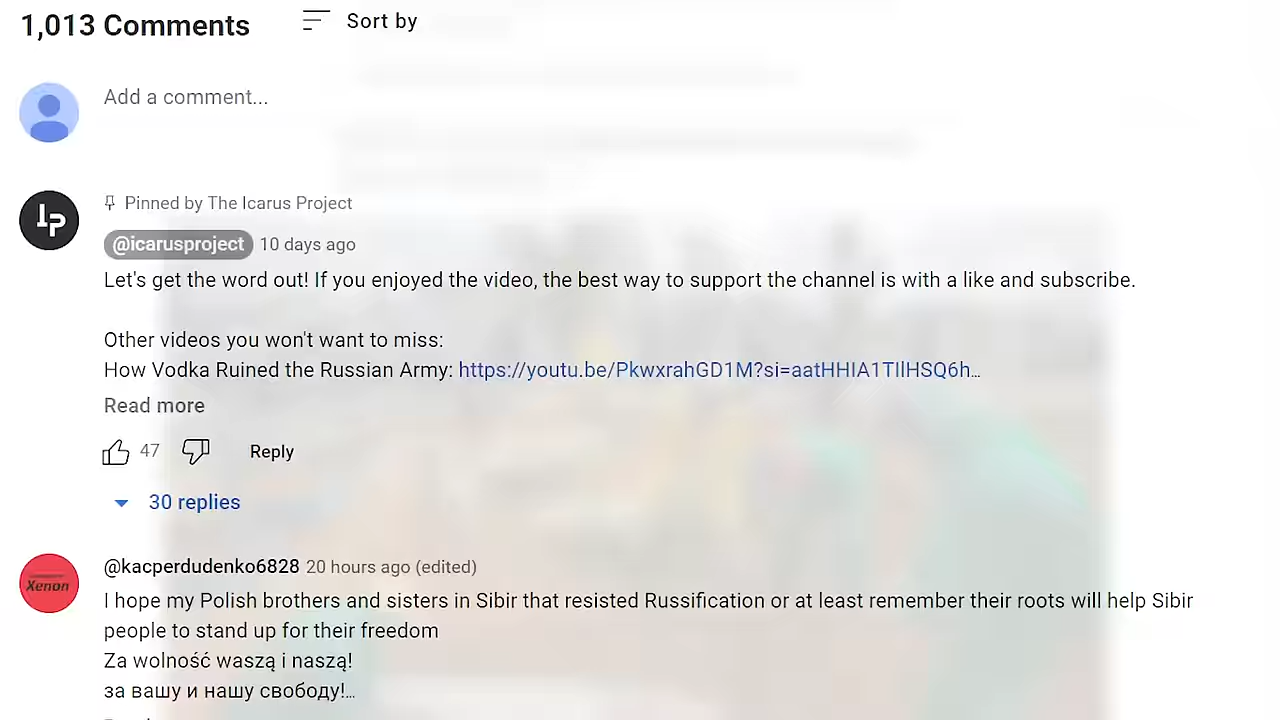 1,013 Comments
Sort by
Add a comment...
Pinned by The Icarus Project
@icarusproject 10 days ago
Let's get the word out! If you enjoyed the video, the best way to support the channel is with a like and subscribe.
Other videos you won't want to miss:
How Vodka Ruined the Russian Army: https://youtu.be/PkwxrahGD1M?si=aatHHIA1TIlHSQ6h…
Read more
47
Reply
30 replies
Xenon
@kacperdudenko6828 20 hours ago (edited)
I hope my Polish brothers and sisters in Sibir that resisted Russification or at least remember their roots will help Sibir
people to stand up for their freedom
Za wolność waszą i naszą!
за вашу и нашу свободу!…